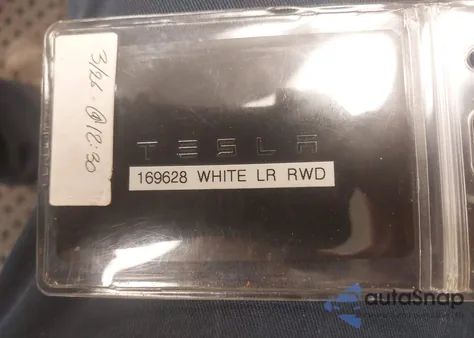 3/26 - @ 12:30
TESLA
169628 WHITE LR RWD
autoSnap